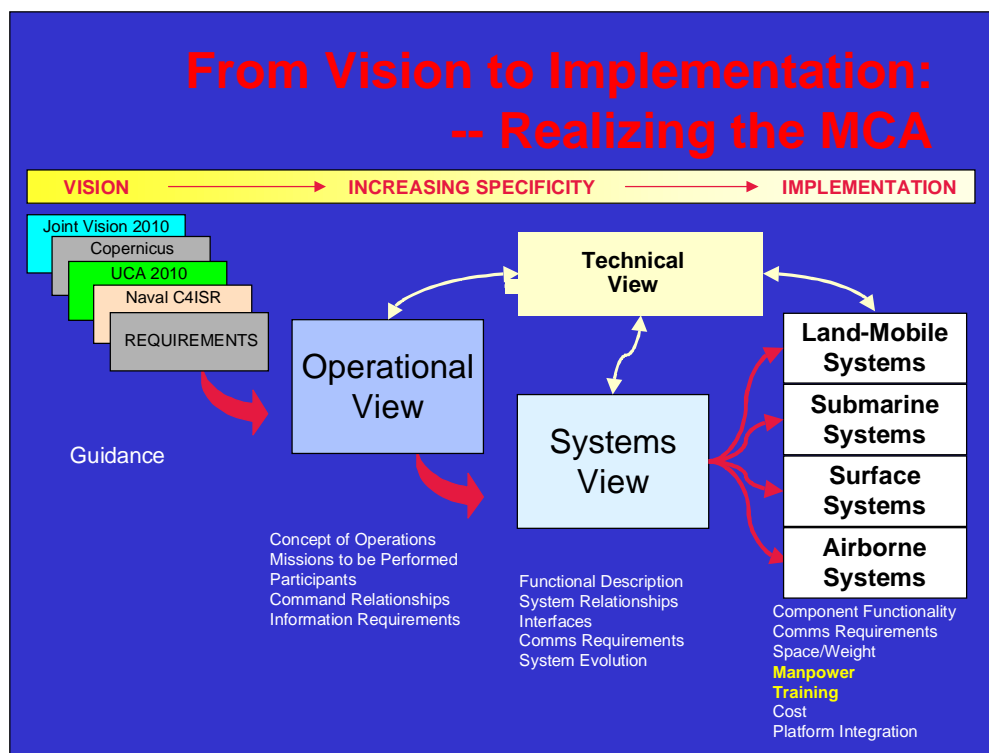 From Vision to Implementation:
-- Realizing the MCA
VISION INCREASING SPECIFICITY IMPLEMENTATION
Joint Vision 2010
Copernicus
UCA 2010
Naval C4ISR
REQUIREMENTS
Guidance
Operational
View
Concept of Operations
Missions to be Performed
Participants
Command Relationships
Information Requirements
Technical
View
Systems
View
Functional Description
System Relationships
Interfaces
Comms Requirements
System Evolution
Land-Mobile
Systems
Submarine
Systems
Surface
Systems
Airborne
Systems
Component Functionality
Comms Requirements
Space/Weight
Manpower
Training
Cost
Platform Integration